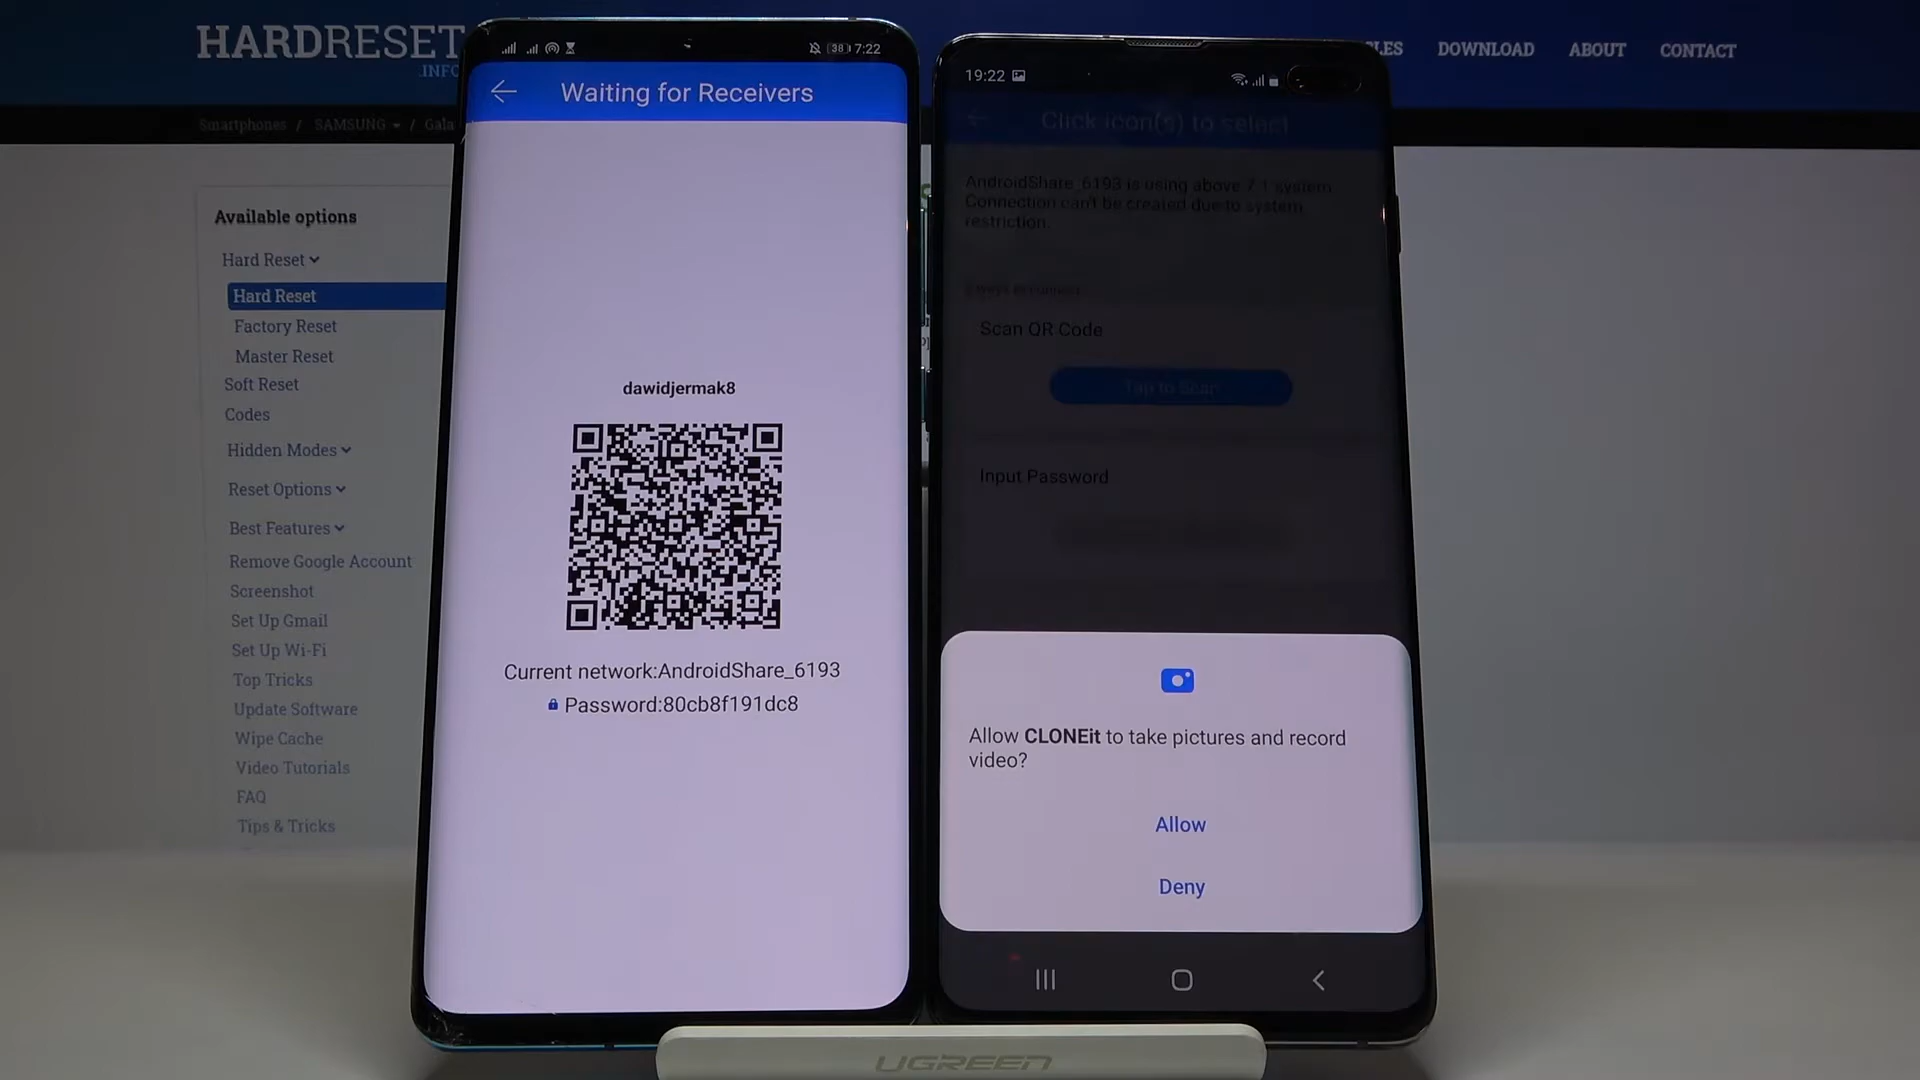 HARDRESET
.INFO
DOWNLOAD
ABOUT
CONTACT
Smartphones / SAMSUNG / Gala
Available options
Hard Reset
Hard Reset
Factory Reset
Master Reset
Soft Reset
Codes
Hidden Modes
Reset Options
Best Features
Remove Google Account
Screenshot
Set Up Gmail
Set Up Wi-Fi
Top Tricks
Update Software
Wipe Cache
Video Tutorials
FAQ
Tips & Tricks
38 7:22
Waiting for Receivers
dawidjermak8
Current network:AndroidShare_6193
Password:80cb8f191dc8
19:22
Click icon(s) to select
AndroidShare_6193 is using above 7.1 system.
Connection can't be created due to system
restriction.
Scan QR Code
Tap to Scan
Input Password
Allow CLONEit to take pictures and record
video?
Allow
Deny
UGREEN